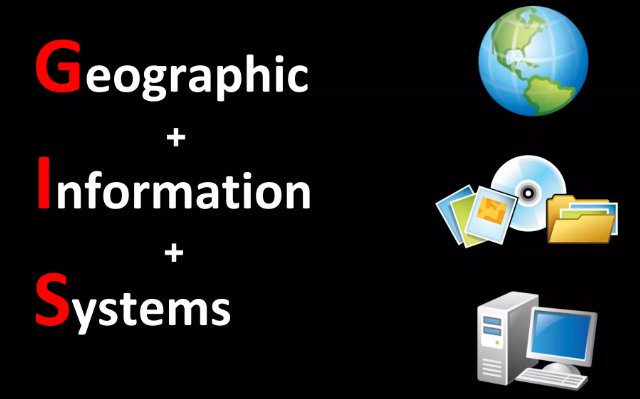 Geographic
+
Information
+
Systems